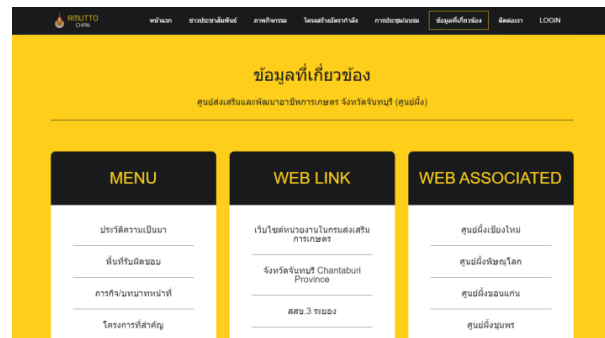 AMUTTO
CHAN
หน้าแรก ข่าวประชาสัมพันธ์ ภาพกิจกรรม โครงสร้างอัตรากำลัง การประชุม/อบรม ข้อมูลที่เกี่ยวข้อง ติดต่อเรา LOGIN
ข้อมูลที่เกี่ยวข้อง
ศูนย์ส่งเสริมและพัฒนาอาชีพการเกษตร จังหวัดจันทบุรี (ศูนย์ผึ้ง)
MENU
ประวัติความเป็นมา
พื้นที่รับผิดชอบ
ภารกิจ/บทบาทหน้าที่
โครงการที่สำคัญ
WEB LINK
เว็บไซต์หน่วยงานในกรมส่งเสริม
การเกษตร
จังหวัดจันทบุรี Chantaburi
Province
สสข.3 ระยอง
WEB ASSOCIATED
ศูนย์ผึ้งเชียงใหม่
ศูนย์ผึ้งพิษณุโลก
ศูนย์ผึ้งขอนแก่น
ศูนย์ผึ้งชุมพร